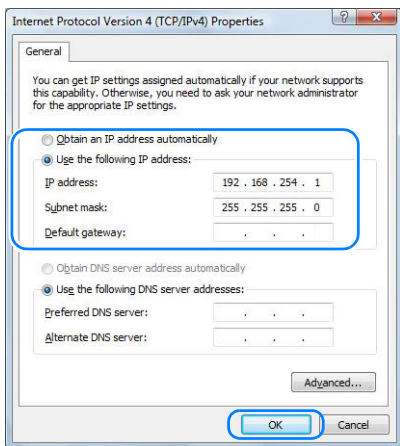 Internet Protocol Version 4 (TCP/IPv4) Properties
General
You can get IP settings assigned automatically if your network supports
this capability. Otherwise, you need to ask your network administrator
for the appropriate IP settings.
Obtain an IP address automatically
Use the following IP address:
IP address: 192 . 168 . 254 . 1
Subnet mask: 255 . 255 . 255 . 0
Default gateway: . . .
Obtain DNS server address automatically
Use the following DNS server addresses:
Preferred DNS server: . . .
Alternate DNS server: . . .
Advanced...
OK Cancel